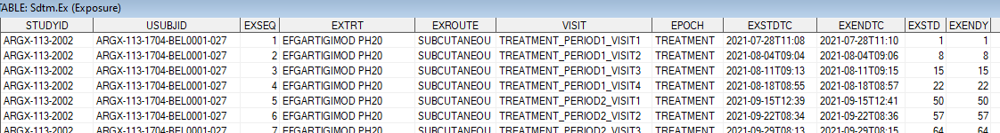 TABLE: Sdtm.Ex (Exposure)
STUDYID USUBJID EXSEQ EXTRT EXROUTE VISIT EPOCH EXSTDTC EXENDTC EXSTD EXENDY
ARGX-113-2002 ARGX-113-1704-BEL0001-027 1 EFGARTIGIMOD PH20 SUBCUTANEOU TREATMENT_PERIOD1_VISIT1 TREATMENT 2021-07-28T11:08 2021-07-28T11:10 1 1
ARGX-113-2002 ARGX-113-1704-BEL0001-027 2 EFGARTIGIMOD PH20 SUBCUTANEOU TREATMENT_PERIOD1_VISIT2 TREATMENT 2021-08-04T09:04 2021-08-04T09:06 8 8
ARGX-113-2002 ARGX-113-1704-BEL0001-027 3 EFGARTIGIMOD PH20 SUBCUTANEOU TREATMENT_PERIOD1_VISIT3 TREATMENT 2021-08-11T09:13 2021-08-11T09:15 15 15
ARGX-113-2002 ARGX-113-1704-BEL0001-027 4 EFGARTIGIMOD PH20 SUBCUTANEOU TREATMENT_PERIOD1_VISIT4 TREATMENT 2021-08-18T08:55 2021-08-18T08:57 22 22
ARGX-113-2002 ARGX-113-1704-BEL0001-027 5 EFGARTIGIMOD PH20 SUBCUTANEOU TREATMENT_PERIOD2_VISIT1 TREATMENT 2021-09-15T12:39 2021-09-15T12:41 50 50
ARGX-113-2002 ARGX-113-1704-BEL0001-027 6 EFGARTIGIMOD PH20 SUBCUTANEOU TREATMENT_PERIOD2_VISIT2 TREATMENT 2021-09-22T08:34 2021-09-22T08:36 57 57
ARGX-113-2002 ARGX-113-1704-BEL0001-027 7 EFGARTIGIMOD PH20 SUBCUTANEOU TREATMENT_PERIOD2_VISIT3 TREATMENT 2021-09-29T08:13 2021-09-29T08:15 64 64